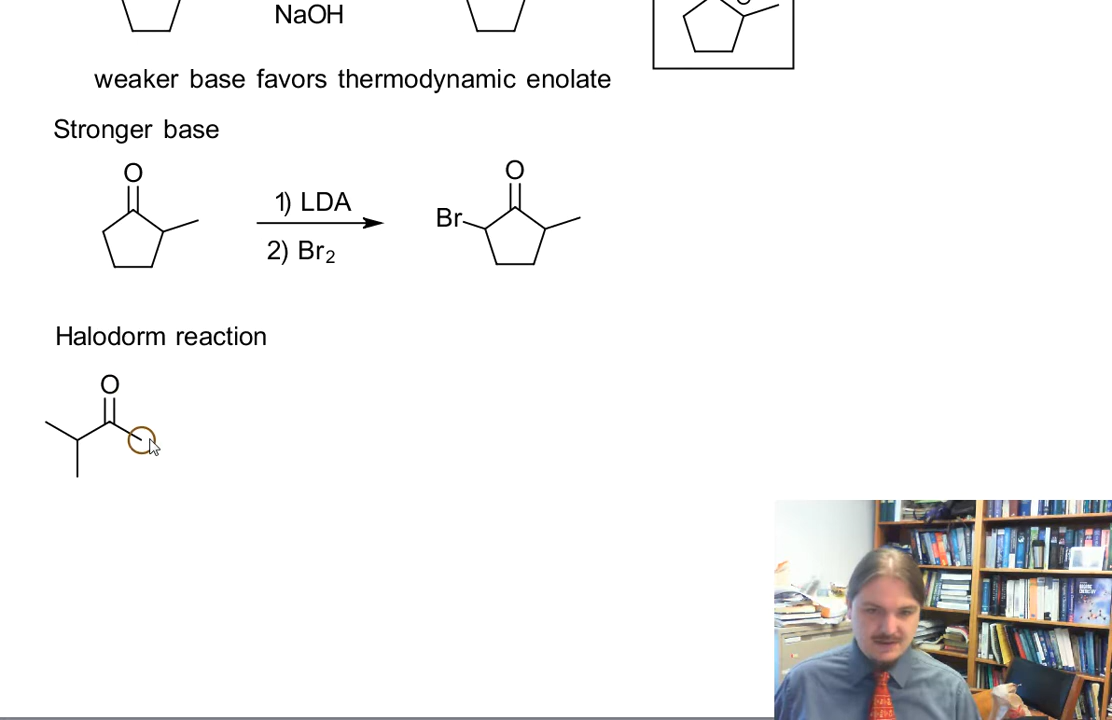 NaOH
weaker base favors thermodynamic enolate
Stronger base
O
O
1) LDA
Br
2) Br2
Halodorm reaction
O